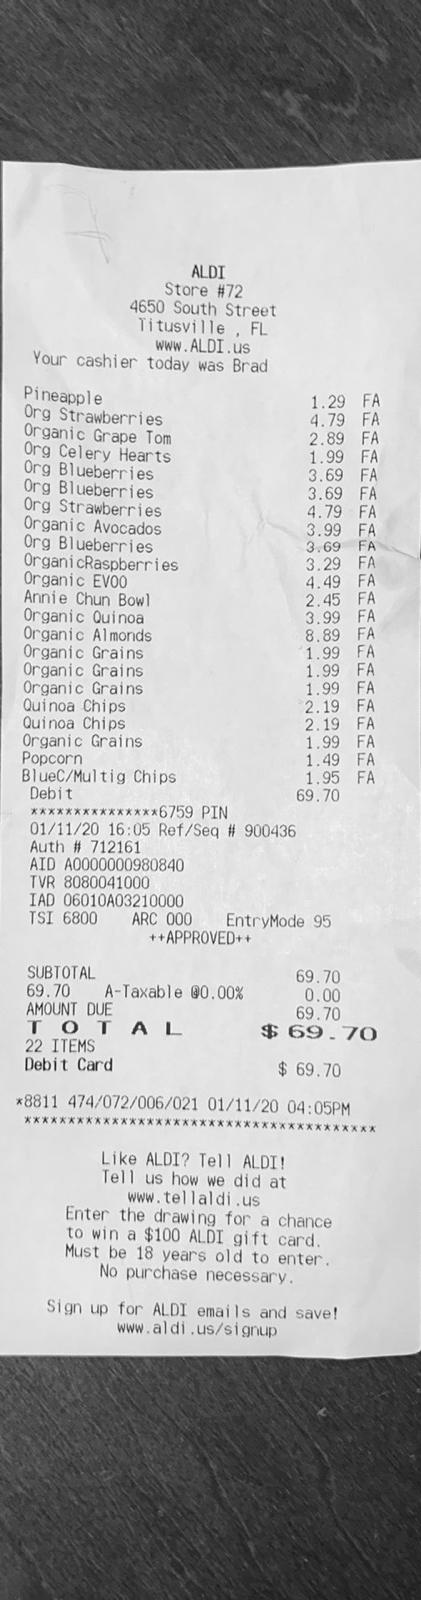 ALDI
Store #72
4650 South Street
Titusville , FL
www.ALDI.us
Your cashier today was Brad
Pineapple 1.29 FA
Org Strawberries 4.79 FA
Organic Grape Tom 2.89 FA
Org Celery Hearts 1.99 FA
Org Blueberries 3.69 FA
Org Blueberries 3.69 FA
Org Strawberries 4.79 FA
Organic Avocados 3.99 FA
Org Blueberries 3.69 FA
OrganicRaspberries 3.29 FA
Organic EVOO 4.49 FA
Annie Chun Bowl 2.45 FA
Organic Quinoa 3.99 FA
Organic Almonds 8.89 FA
Organic Grains 1.99 FA
Organic Grains 1.99 FA
Organic Grains 1.99 FA
Quinoa Chips 2.19 FA
Quinoa Chips 2.19 FA
Organic Grains 1.99 FA
Popcorn 1.49 FA
BlueC/Multig Chips 1.95 FA
Debit 69.70
***************6759 PIN
01/11/20 16:05 Ref/Seq # 900436
Auth # 712161
AID A0000000980840
TVR 8080041000
IAD 06010A03210000
TSI 6800 ARC 000 EntryMode 95
++APPROVED++
SUBTOTAL 69.70
69.70 A-Taxable @0.00% 0.00
AMOUNT DUE 69.70
T O T A L $ 69.70
22 ITEMS
Debit Card $ 69.70
*8811 474/072/006/021 01/11/20 04:05PM
****************************************
Like ALDI? Tell ALDI!
Tell us how we did at
www.tellaldi.us
Enter the drawing for a chance
to win a $100 ALDI gift card.
Must be 18 years old to enter.
No purchase necessary.
Sign up for ALDI emails and save!
www.aldi.us/signup